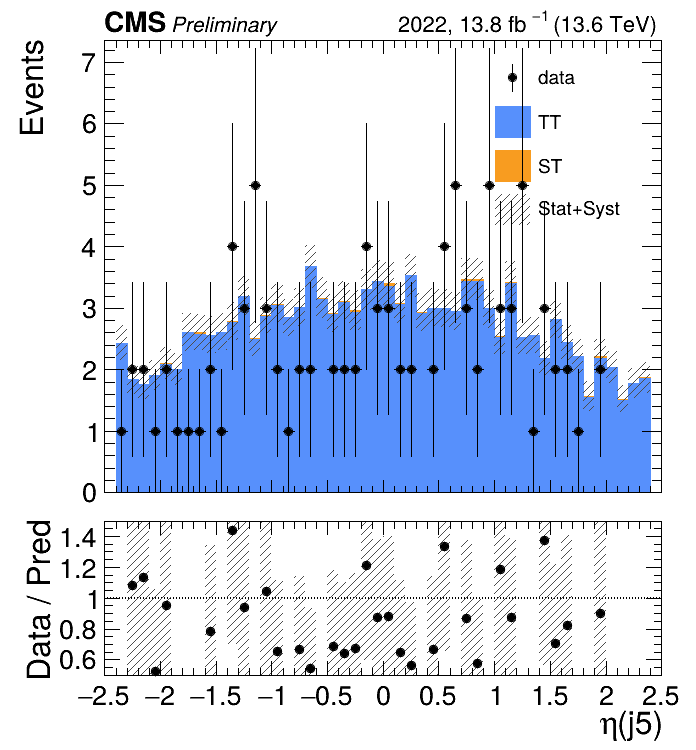 CMS Preliminary 2022, 13.8 fb⁻¹ (13.6 TeV)
Events
7
6
5
4
3
2
1
0
data
TT
ST
Stat+Syst
Data / Pred
1.4
1.2
1
0.8
0.6
−2.5 −2 −1.5 −1 −0.5 0 0.5 1 1.5 2 2.5
η(j5)